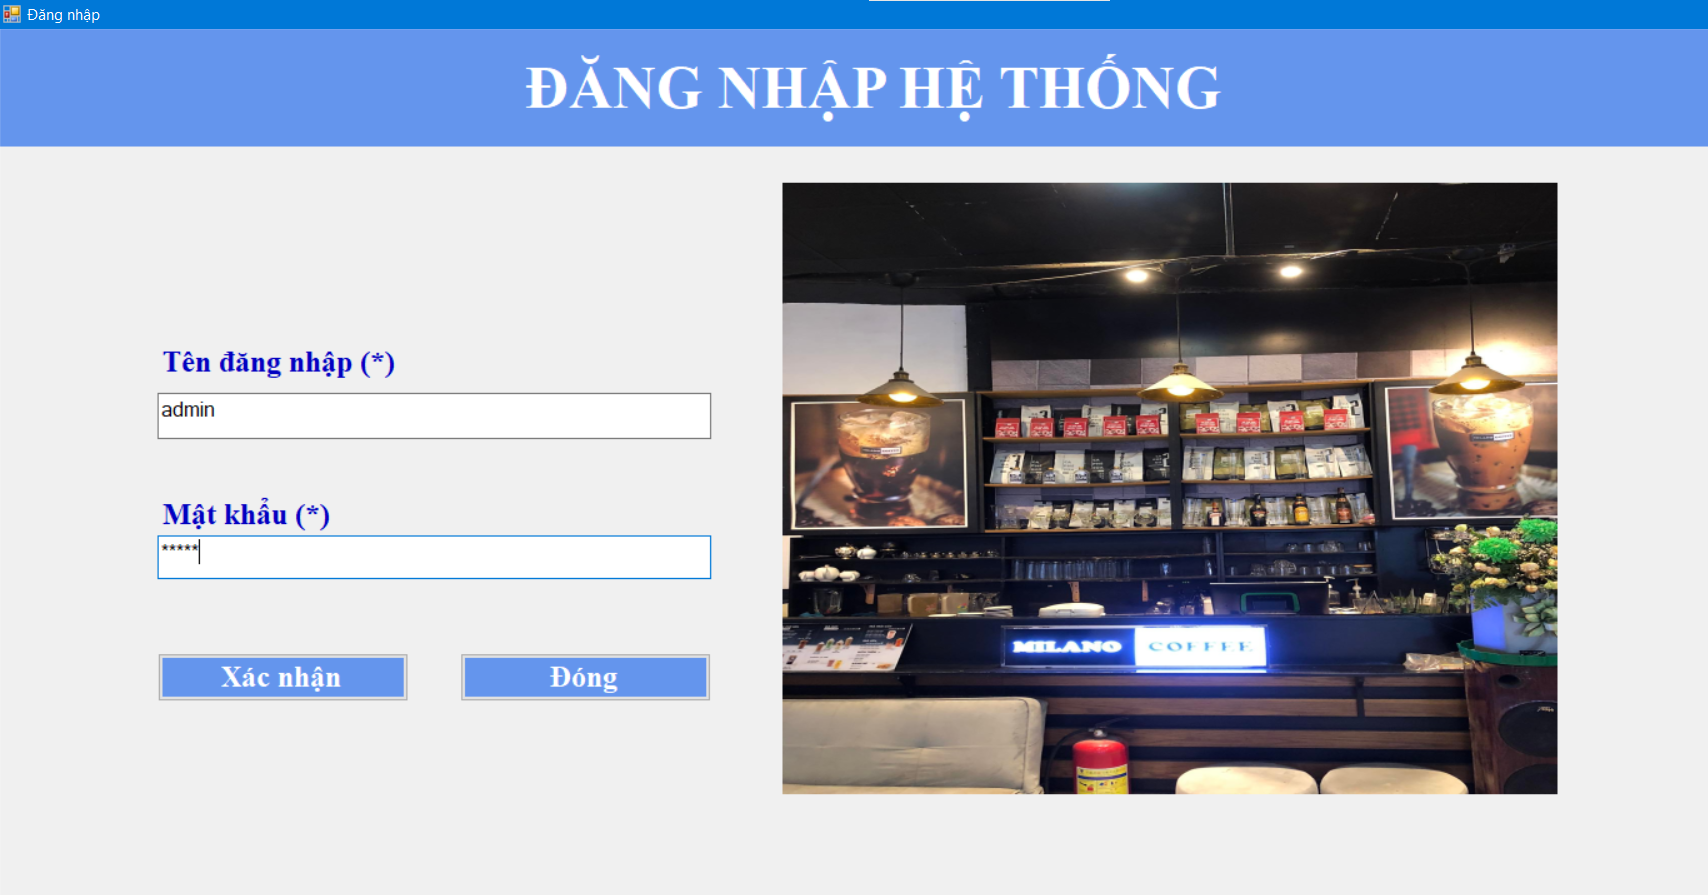 Đăng nhập
ĐĂNG NHẬP HỆ THỐNG
Tên đăng nhập (*)
admin
Mật khẩu (*)
*****
Xác nhận
Đóng
MILANO COFFEE